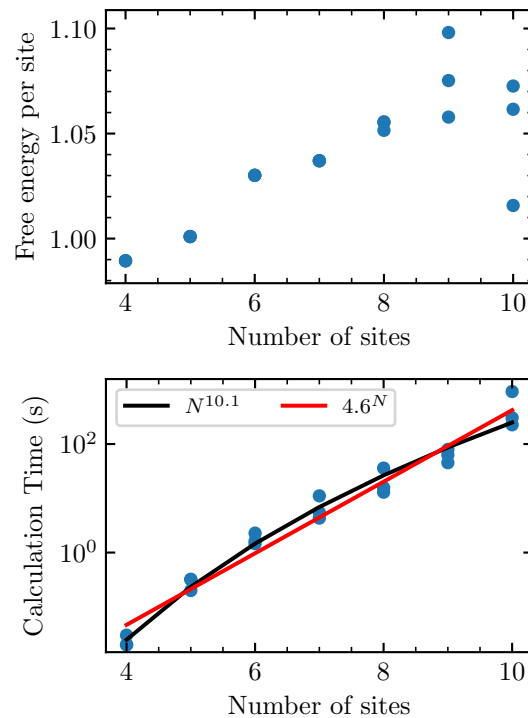 1.10
1.05
1.00
Free energy per site
4
6
8
10
Number of sites
N^{10.1}
4.6^N
10^2
10^0
Calculation Time (s)
4
6
8
10
Number of sites